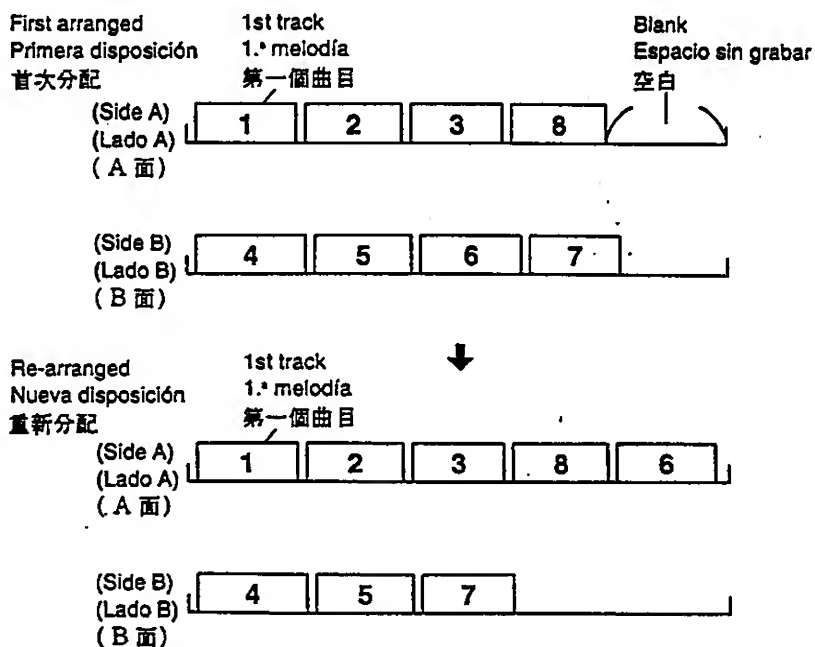 First arranged
Primera disposición
首次分配
1st track
1.ª melodía
第一個曲目
Blank
Espacio sin grabar
空白
(Side A)
(Lado A)
(A 面)
1 2 3 8
(Side B)
(Lado B)
(B 面)
4 5 6 7
Re-arranged
Nueva disposición
重新分配
1st track
1.ª melodía
第一個曲目
(Side A)
(Lado A)
(A 面)
1 2 3 8 6
(Side B)
(Lado B)
(B 面)
4 5 7